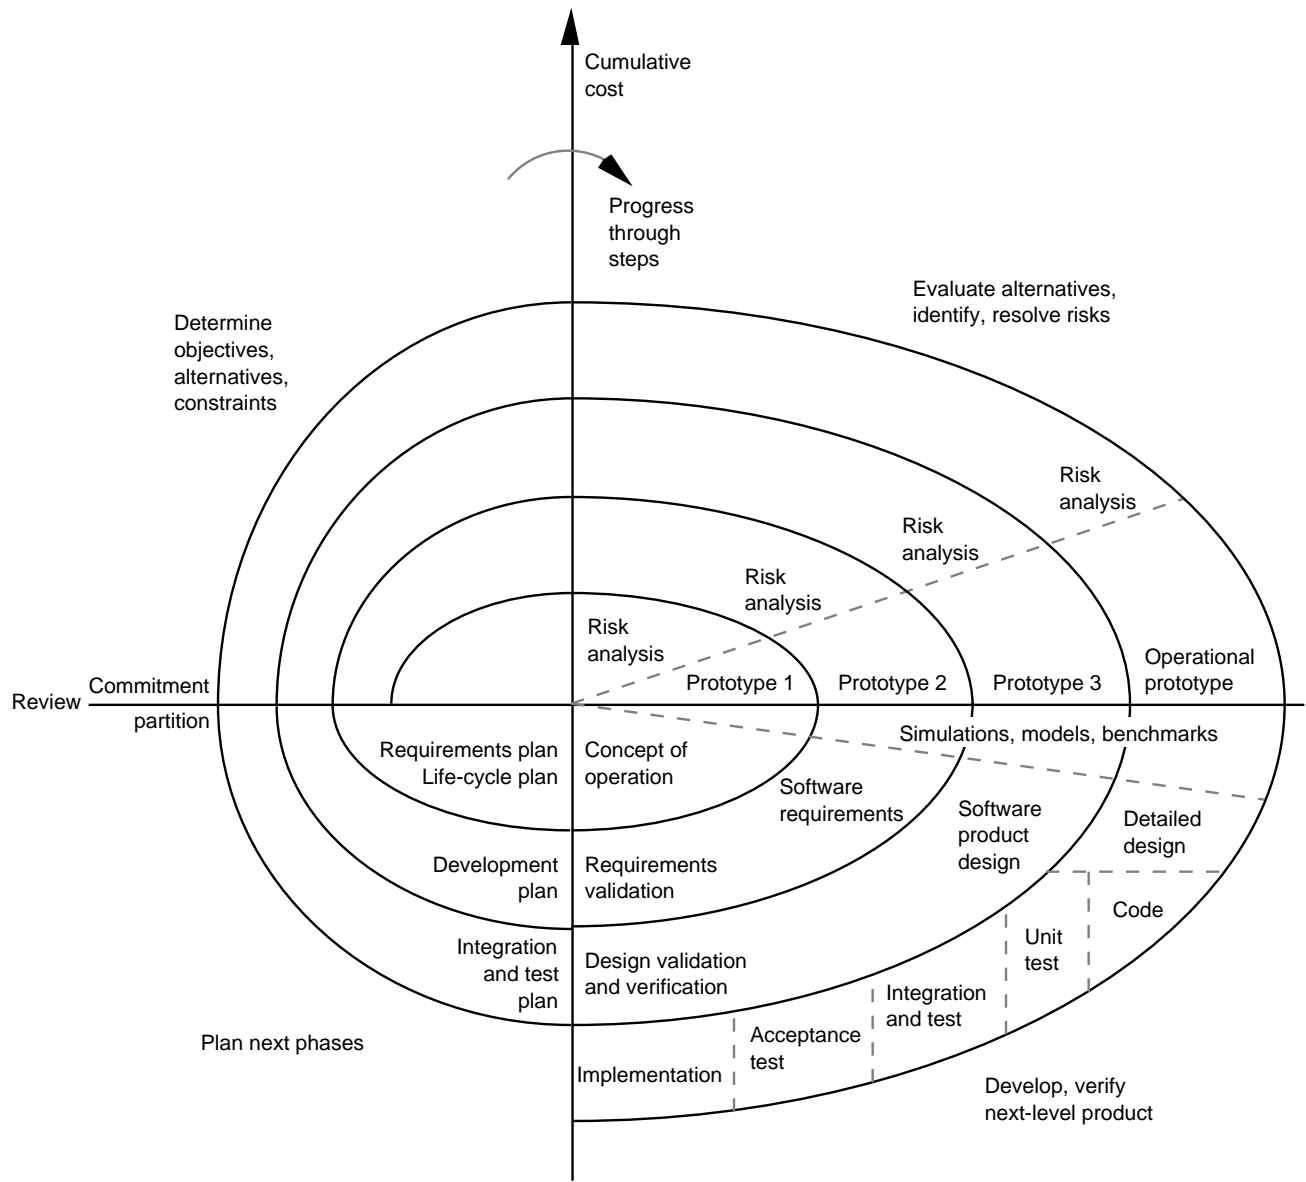 Cumulative
cost
Progress
through
steps
Evaluate alternatives,
identify, resolve risks
Determine
objectives,
alternatives,
constraints
Risk
analysis
Risk
analysis
Risk
analysis
Risk
analysis
Review
Commitment
partition
Prototype 1
Prototype 2
Prototype 3
Operational
prototype
Simulations, models, benchmarks
Requirements plan
Life-cycle plan
Concept of
operation
Software
requirements
Software
product
design
Detailed
design
Development
plan
Requirements
validation
Code
Unit
test
Integration
and test
plan
Design validation
and verification
Integration
and test
Acceptance
test
Implementation
Plan next phases
Develop, verify
next-level product